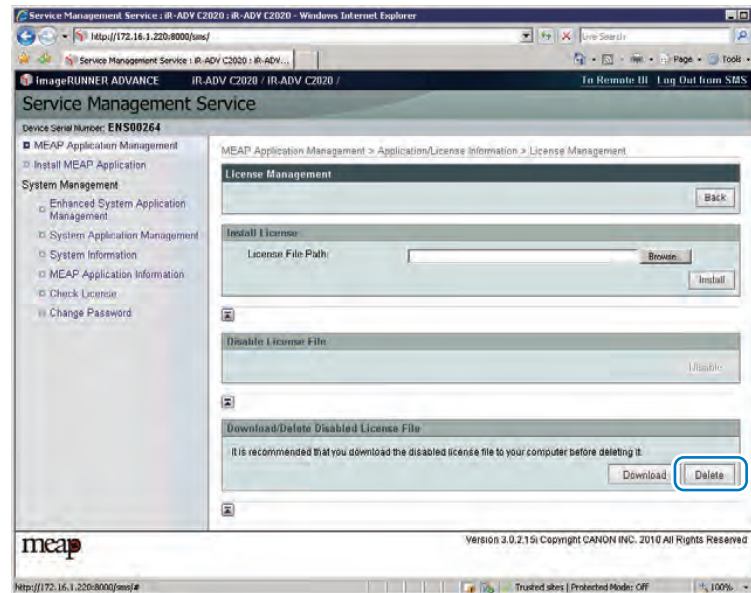 Service Management Service : iR-ADV C2020 : iR-ADV C2020 - Windows Internet Explorer
http://172.16.1.220:8000/sms/
Live Search
Service Management Service : iR-ADV C2020 : iR-ADV...
Page
Tools
imageRUNNER ADVANCE iR-ADV C2020 / iR-ADV C2020 /
To Remote UI Log Out from SMS
Service Management Service
Device Serial Number: ENS00264
MEAP Application Management
Install MEAP Application
System Management
Enhanced System Application
Management
System Application Management
System Information
MEAP Application Information
Check License
Change Password
MEAP Application Management > Application/License Information > License Management
License Management
Back
Install License
License File Path:
Browse...
Install
Disable License File
Disable
Download/Delete Disabled License File
It is recommended that you download the disabled license file to your computer before deleting it.
Download Delete
meap
Version 3.0.2.15i Copyright CANON INC. 2010 All Rights Reserved
http://172.16.1.220:8000/sms/#
Trusted sites | Protected Mode: Off
100%